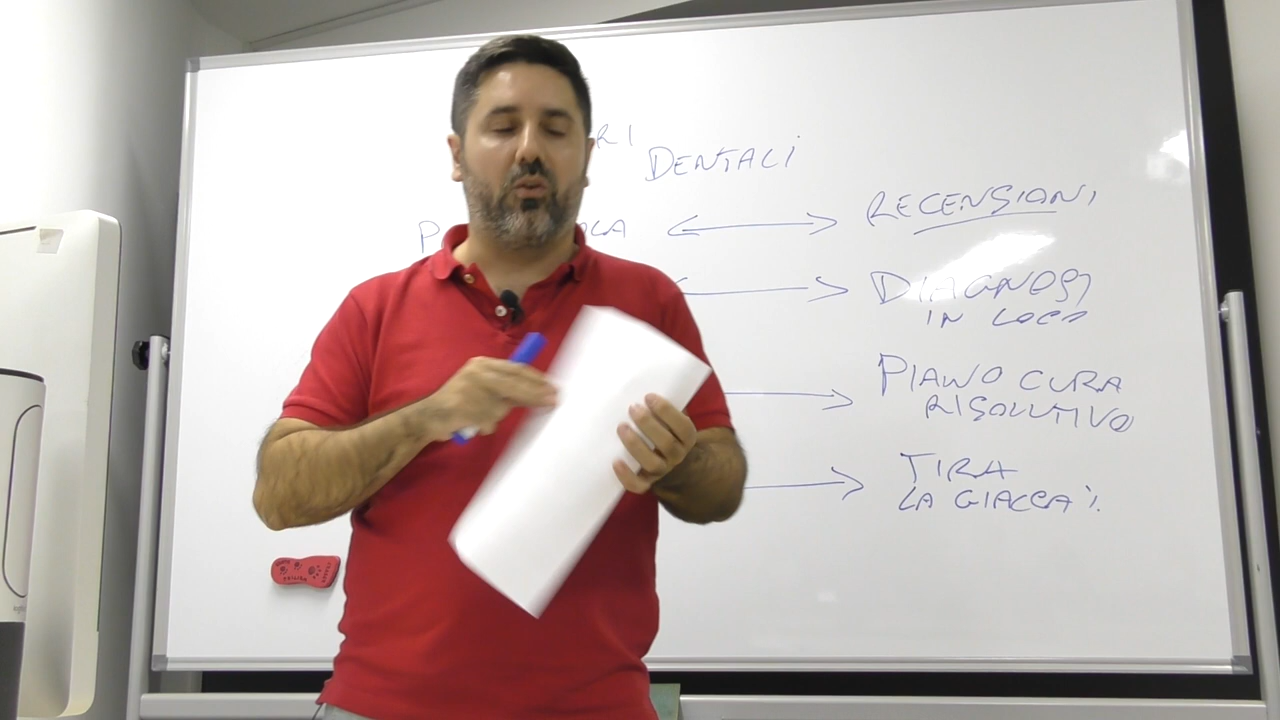 DENTALI
RECENSIONI
DIAGNOSI
IN LOCO
PIANO CURA
RISOLUTIVO
TIRA
LA GIACCA